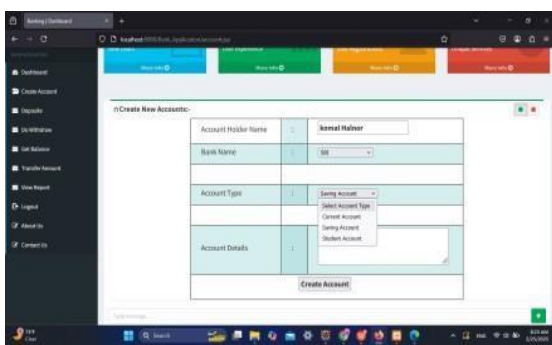 Banking | Dashboard
More Info
More Info
More Info
More Info
Dashboard
Create Account
Deposite
Do Withdraw
Get Balance
Transfer Amount
View Report
Logout
About Us
Contact Us
Create New Accounts:-
Account Holder Name : komal Halnor
Bank Name : SBI
Account Type : Saving Account
Select Account Type
Current Account
Saving Account
Student Account
Account Details :
Create Account
Search